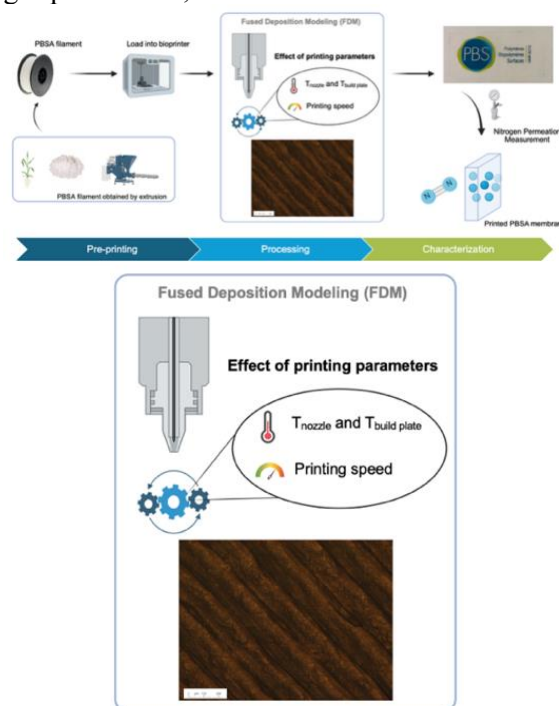 PBSA filament
Load into bioprinter
Fused Deposition Modeling (FDM)
Effect of printing parameters
Tnozzle and Tbuild plate
Printing speed
PBS
Nitrogen Permeation
Measurement
PBSA filament obtained by extrusion
N
N
Printed PBSA membran
Pre-printing
Processing
Characterization
Fused Deposition Modeling (FDM)
Effect of printing parameters
Tnozzle and Tbuild plate
Printing speed